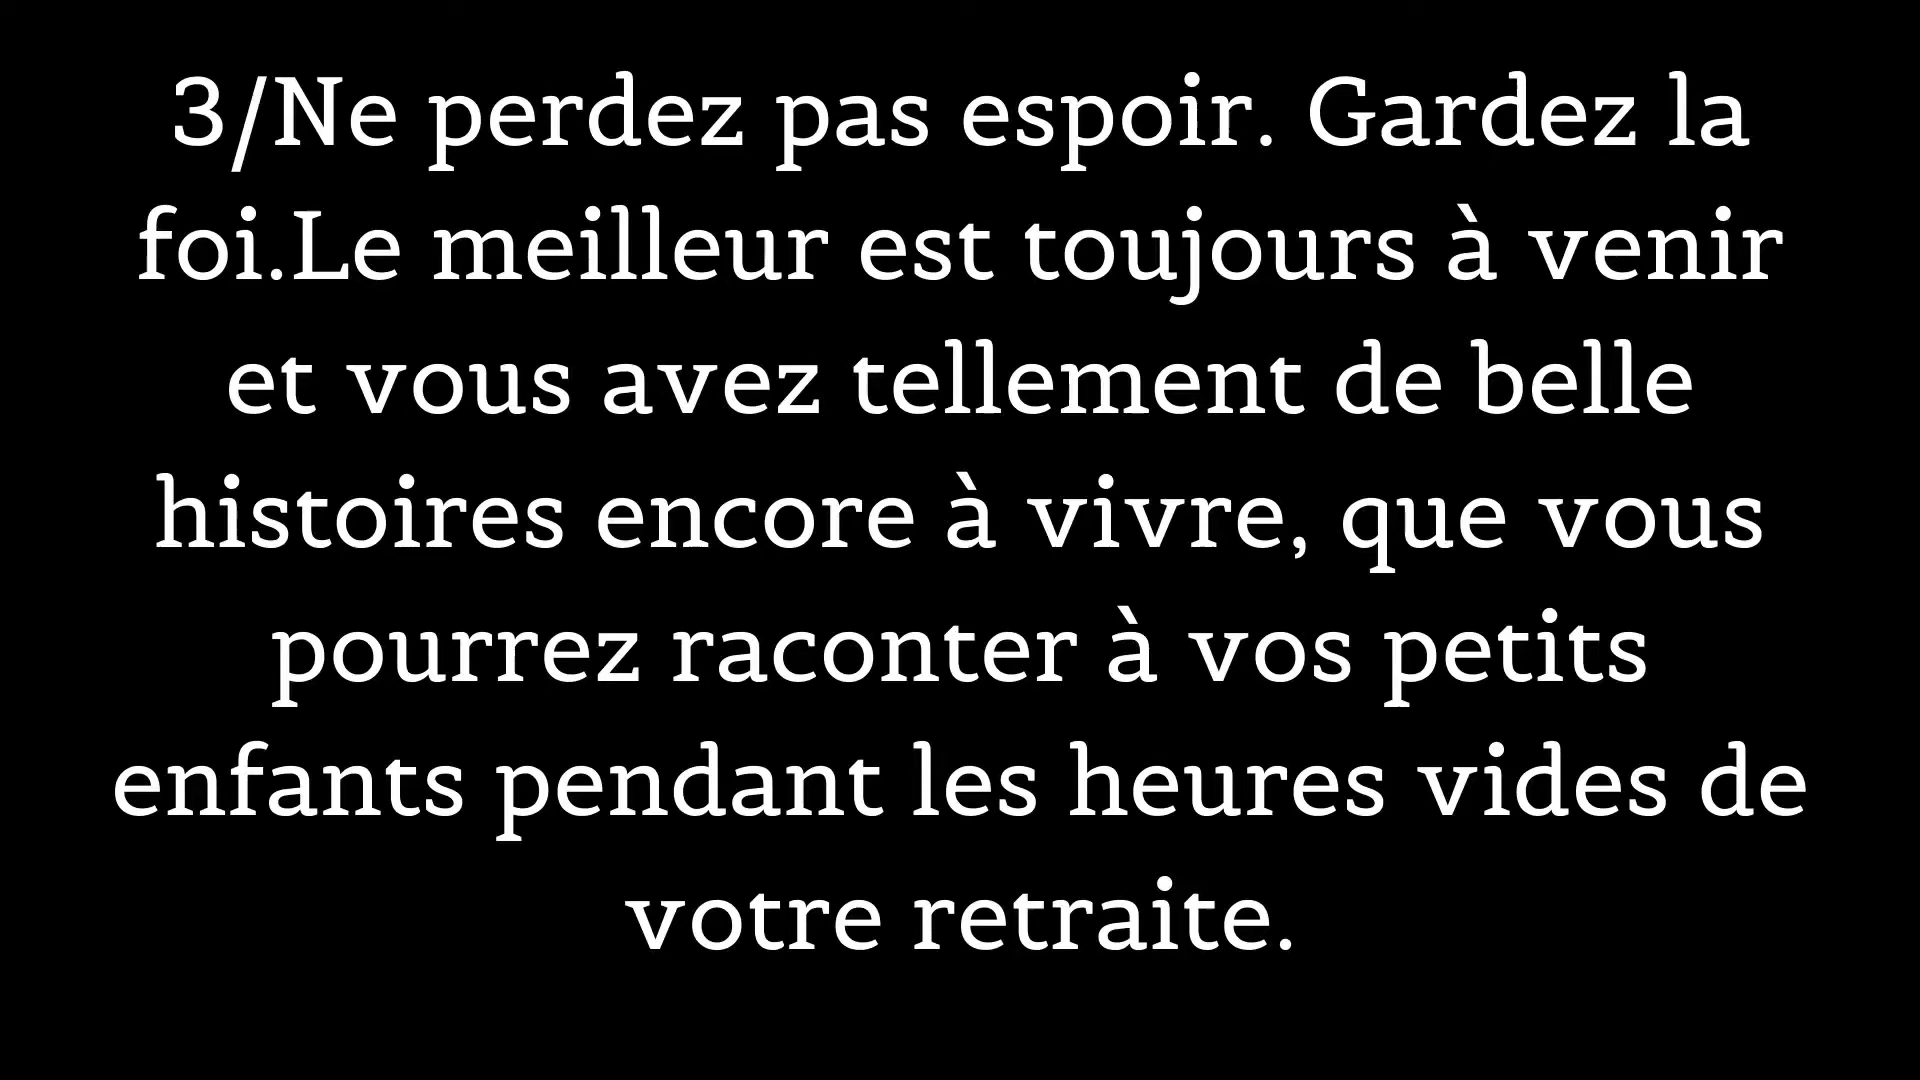 3/Ne perdez pas espoir. Gardez la
foi.Le meilleur est toujours à venir
et vous avez tellement de belle
histoires encore à vivre, que vous
pourrez raconter à vos petits
enfants pendant les heures vides de
votre retraite.